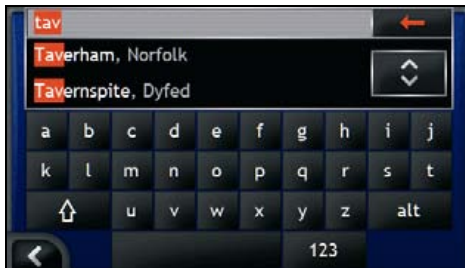 tav
Taverham, Norfolk
Tavernspite, Dyfed
a b c d e f g h i j
k l m n o p q r s t
u v w x y z alt
123